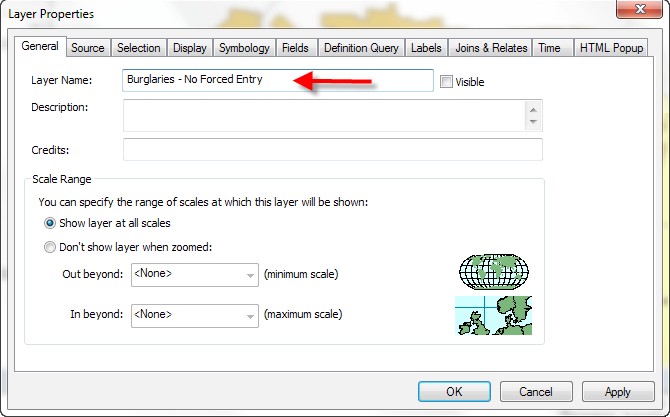 Layer Properties
General Source Selection Display Symbology Fields Definition Query Labels Joins & Relates Time HTML Popup
Layer Name: Burglaries - No Forced Entry Visible
Description:
Credits:
Scale Range
You can specify the range of scales at which this layer will be shown:
Show layer at all scales
Don't show layer when zoomed:
Out beyond: <None> (minimum scale)
In beyond: <None> (maximum scale)
OK Cancel Apply